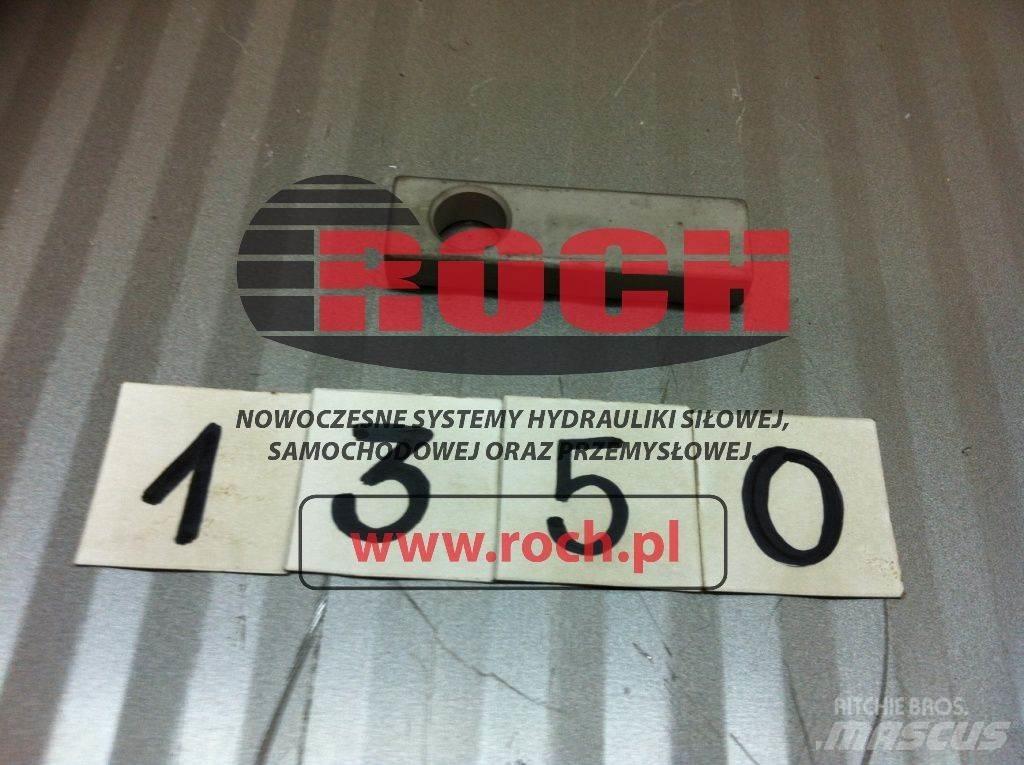 ROCH
NOWOCZESNE SYSTEMY HYDRAULIKI SIŁOWEJ,
SAMOCHODOWEJ ORAZ PRZEMYSŁOWEJ.
1 3 5 0
www.roch.pl
RITCHIE BROS.
MASCUS